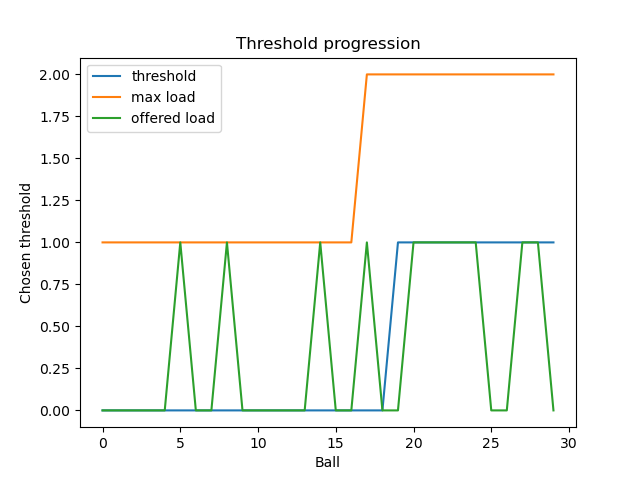 Threshold progression
threshold
max load
offered load
Chosen threshold
2.00
1.75
1.50
1.25
1.00
0.75
0.50
0.25
0.00
0 5 10 15 20 25 30
Ball